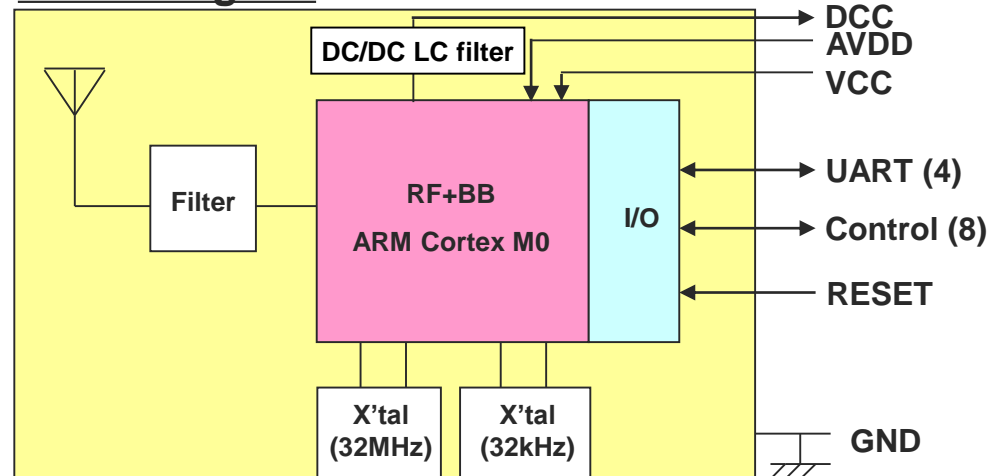 DCC
DC/DC LC filter
AVDD
VCC
Filter
RF+BB
ARM Cortex M0
I/O
UART (4)
Control (8)
RESET
X'tal
(32MHz)
X'tal
(32kHz)
GND